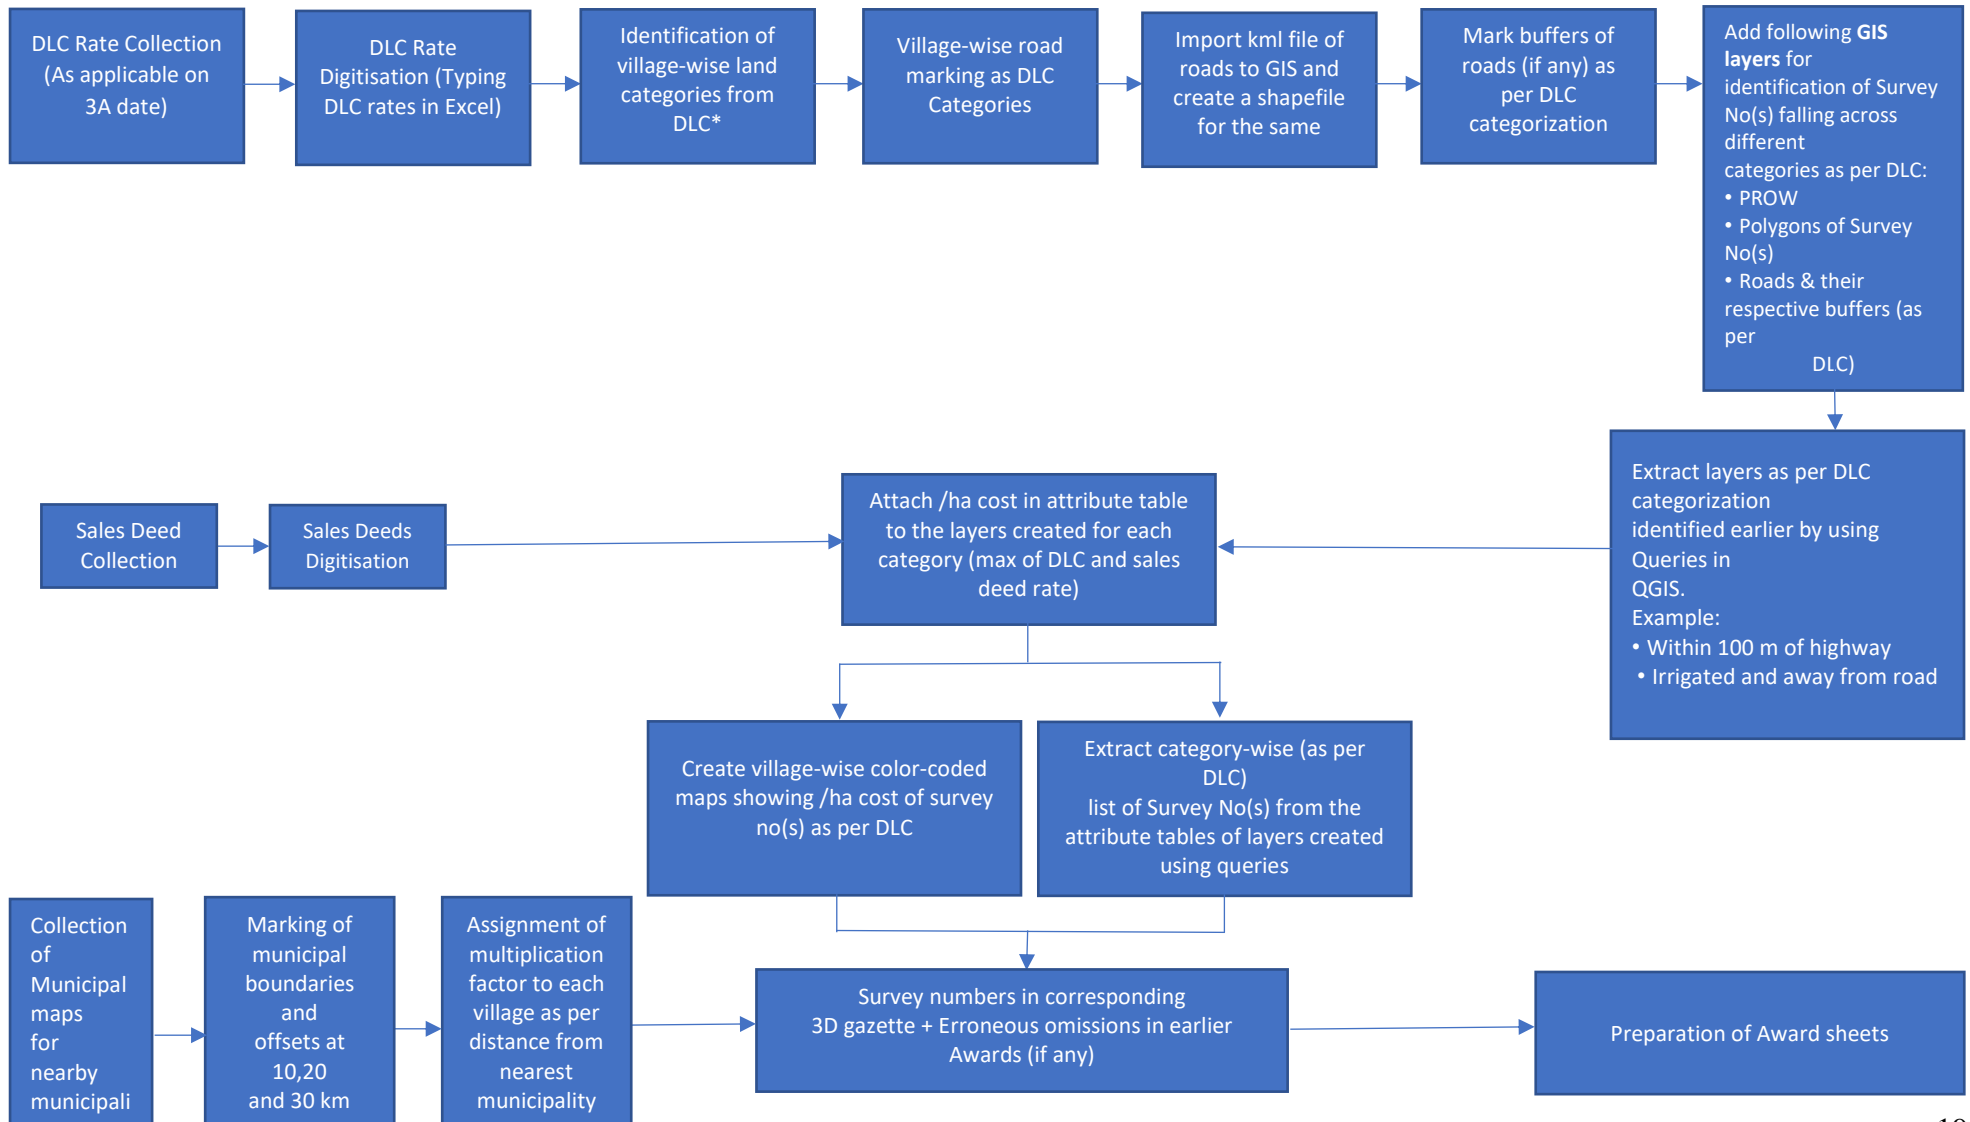 DLC Rate Collection
(As applicable on
3A date)
DLC Rate
Digitisation (Typing
DLC rates in Excel)
Identification of
village-wise land
categories from
DLC*
Village-wise road
marking as DLC
Categories
Import kml file of
roads to GIS and
create a shapefile
for the same
Mark buffers of
roads (if any) as
per DLC
categorization
Add following GIS
layers for
identification of Survey
No(s) falling across
different
categories as per DLC:
• PROW
• Polygons of Survey
No(s)
• Roads & their
respective buffers (as
per
DLC)
Sales Deed
Collection
Sales Deeds
Digitisation
Attach /ha cost in attribute table
to the layers created for each
category (max of DLC and sales
deed rate)
Extract layers as per DLC
categorization
identified earlier by using
Queries in
QGIS.
Example:
• Within 100 m of highway
• Irrigated and away from road
Create village-wise color-coded
maps showing /ha cost of survey
no(s) as per DLC
Extract category-wise (as per
DLC)
list of Survey No(s) from the
attribute tables of layers created
using queries
Collection
of
Municipal
maps
for
nearby
municipali
Marking of
municipal
boundaries
and
offsets at
10,20
and 30 km
Assignment of
multiplication
factor to each
village as per
distance from
nearest
municipality
Survey numbers in corresponding
3D gazette + Erroneous omissions in earlier
Awards (if any)
Preparation of Award sheets